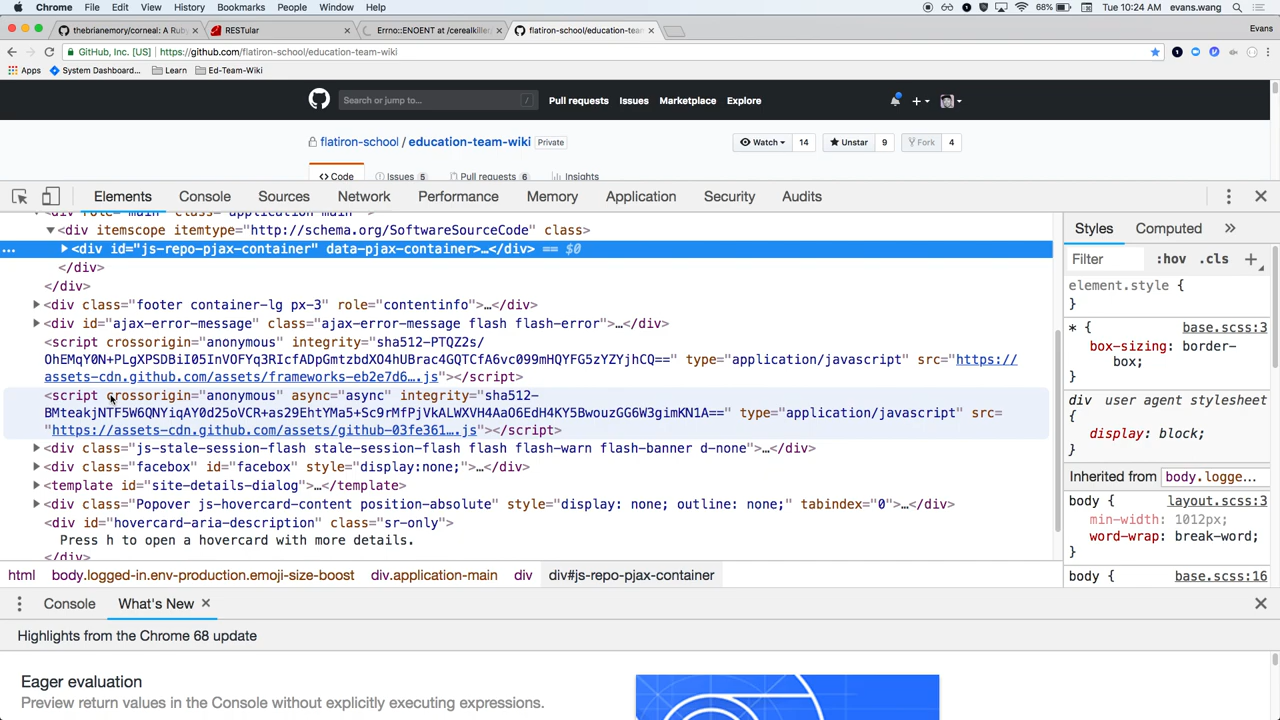 Chrome File Edit View History Bookmarks People Window Help 68% Tue 10:24 AM evans.wang
thebrianemory/corneal: A Rub RESTular Errno::ENOENT at /cerealkiller flatiron-school/education-tea Evans
GitHub, Inc. [US] https://github.com/flatiron-school/education-team-wiki
Apps System Dashboard... Learn Ed-Team-Wiki
Search or jump to... / Pull requests Issues Marketplace Explore
flatiron-school / education-team-wiki Private Watch 14 Unstar 9 Fork 4
<> Code Issues 5 Pull requests 6 Insights
Elements Console Sources Network Performance Memory Application Security Audits
<div role="main" class="application-main ">
<div itemscope itemtype="http://schema.org/SoftwareSourceCode" class>
... <div id="js-repo-pjax-container" data-pjax-container>…</div> == $0
</div>
</div>
<div class="footer container-lg px-3" role="contentinfo">…</div>
<div id="ajax-error-message" class="ajax-error-message flash flash-error">…</div>
<script crossorigin="anonymous" integrity="sha512-PTQZ2s/
OhEMqY0N+PLgXPSDBiI05InVOFYq3RIcfADpGmtzbdXO4hUBrac4GQTCfA6vc099mHQYFG5zYZYjhCQ==" type="application/javascript" src="https://
assets-cdn.github.com/assets/frameworks-eb2e7d6….js"></script>
<script crossorigin="anonymous" async="async" integrity="sha512-
BMteakjNTF5W6QNYiqAY0d25oVCR+as29EhtYMa5+Sc9rMfPjVkALWXVH4AaO6EdH4KY5BwouzGG6W3gimKN1A==" type="application/javascript" src=
"https://assets-cdn.github.com/assets/github-03fe361….js"></script>
<div class="js-stale-session-flash stale-session-flash flash flash-warn flash-banner d-none">…</div>
<div class="facebox" id="facebox" style="display:none;">…</div>
<template id="site-details-dialog">…</template>
<div class="Popover js-hovercard-content position-absolute" style="display: none; outline: none;" tabindex="0">…</div>
<div id="hovercard-aria-description" class="sr-only">
Press h to open a hovercard with more details.
</div>
html body.logged-in.env-production.emoji-size-boost div.application-main div div#js-repo-pjax-container
Styles Computed »
Filter :hov .cls +
element.style {
}
* { base.scss:3
box-sizing: border-
box;
}
div user agent stylesheet
{
display: block;
}
Inherited from body.logge…
body { layout.scss:3
min-width: 1012px;
word-wrap: break-word;
}
body { base.scss:16
Console What's New
Highlights from the Chrome 68 update
Eager evaluation
Preview return values in the Console without explicitly executing expressions.